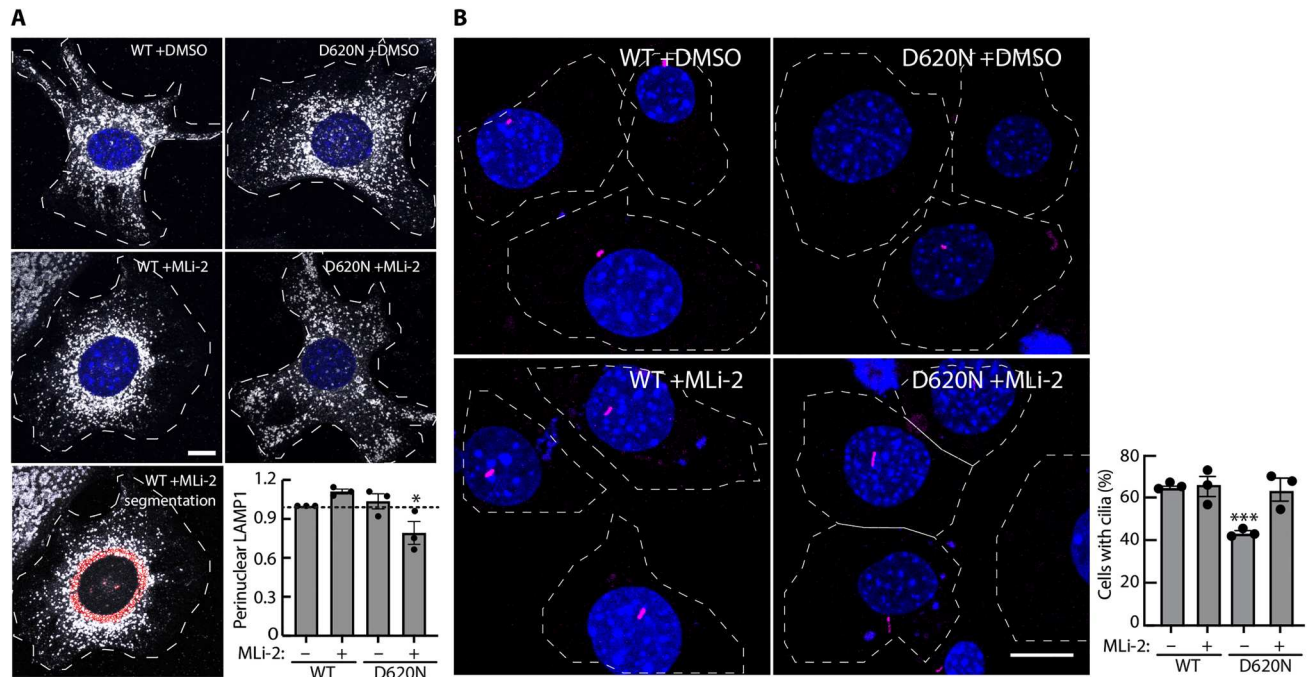 A
B
WT +DMSO
D620N +DMSO
WT +MLi-2
D620N +MLi-2
WT +MLi-2
segmentation
Perinuclear LAMP1
1.2
0.9
0.6
0.3
0
*
MLi-2:
–
+
–
+
WT
D620N
WT +DMSO
D620N +DMSO
WT +MLi-2
D620N +MLi-2
Cells with cilia (%)
80
60
40
20
0
***
MLi-2:
–
+
–
+
WT
D620N